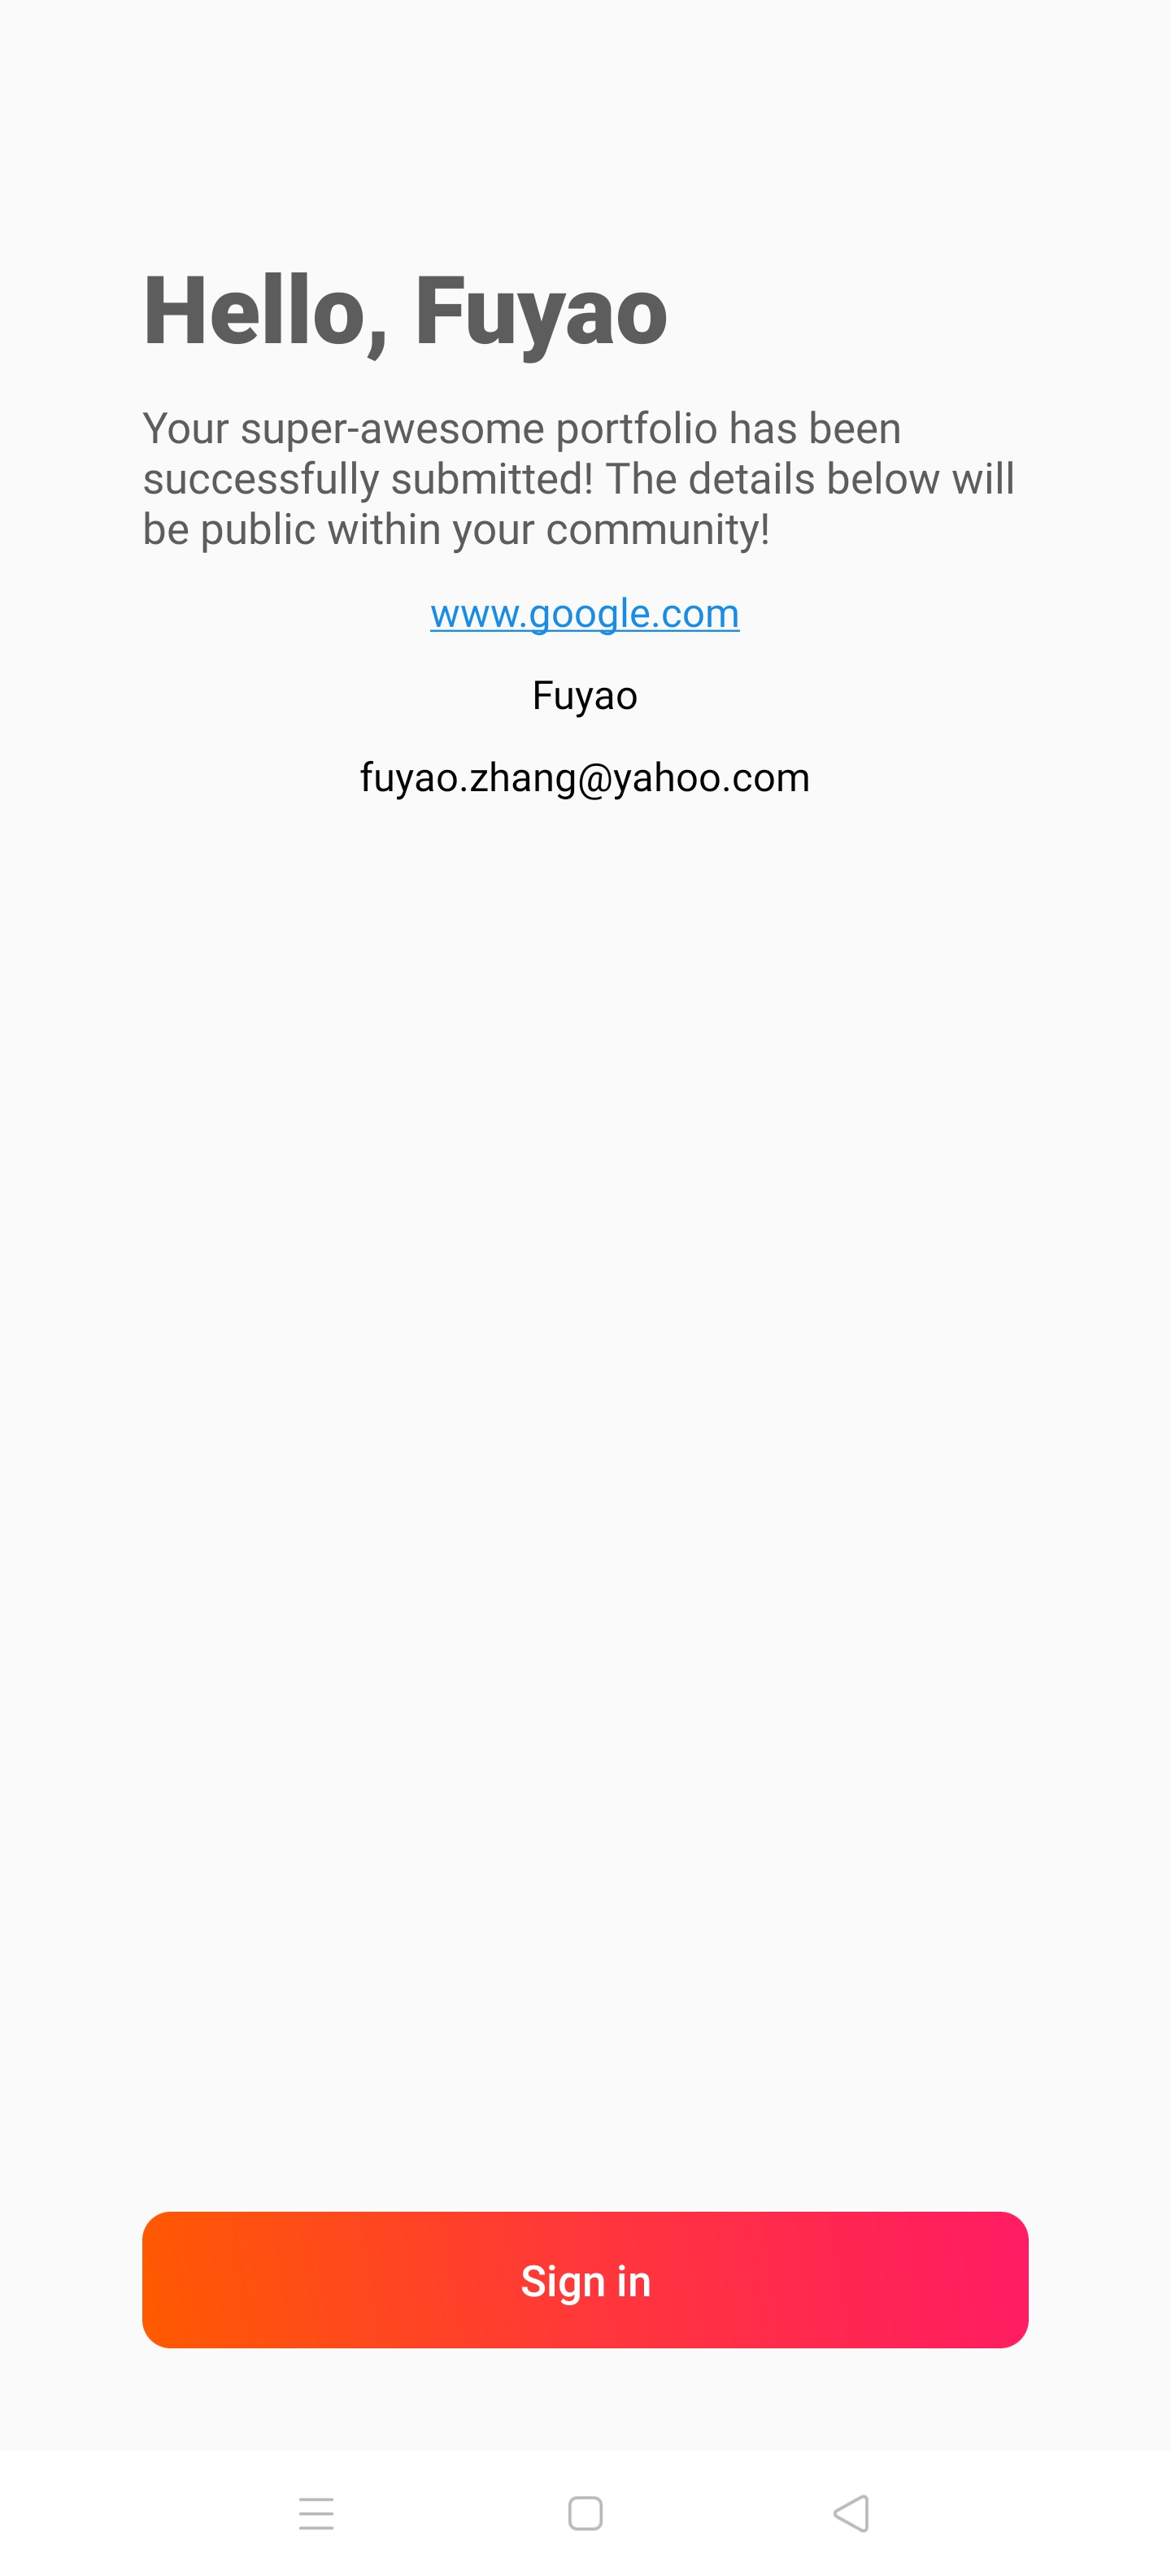 Hello, Fuyao
Your super-awesome portfolio has been
successfully submitted! The details below will
be public within your community!
www.google.com
Fuyao
fuyao.zhang@yahoo.com
Sign in